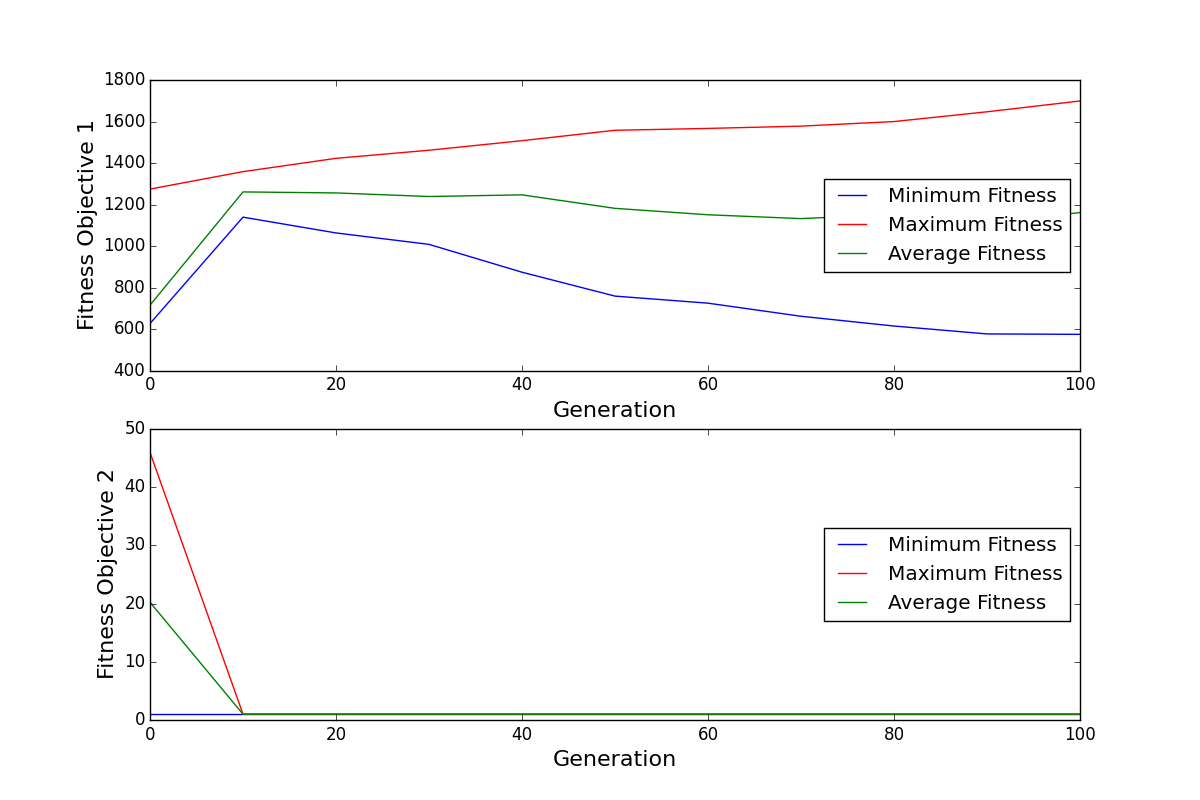 Fitness Objective 1
1800
1600
1400
1200
1000
800
600
400
Minimum Fitness
Maximum Fitness
Average Fitness
0 20 40 60 80 100
Generation
Fitness Objective 2
50
40
30
20
10
0
Minimum Fitness
Maximum Fitness
Average Fitness
0 20 40 60 80 100
Generation